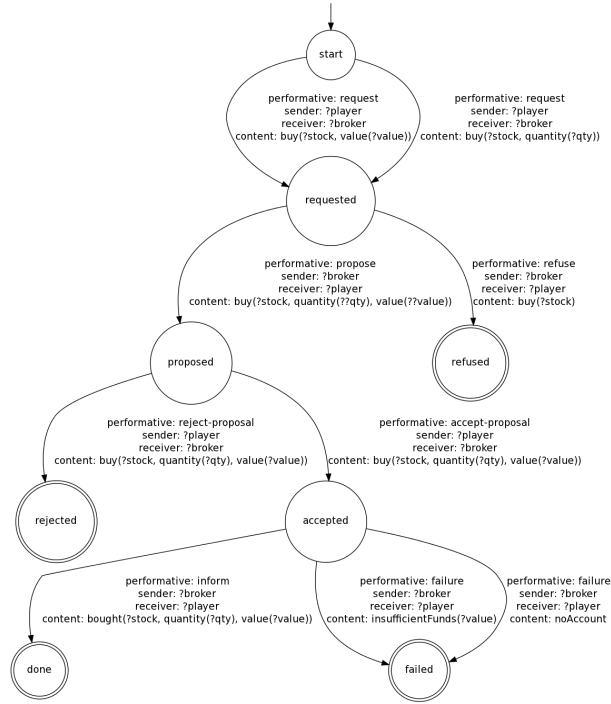 start
performative: request
sender: ?player
receiver: ?broker
content: buy(?stock, value(?value))
performative: request
sender: ?player
receiver: ?broker
content: buy(?stock, quantity(?qty))
requested
performative: propose
sender: ?broker
receiver: ?player
content: buy(?stock, quantity(??qty), value(??value))
performative: refuse
sender: ?broker
receiver: ?player
content: buy(?stock)
proposed
refused
performative: reject-proposal
sender: ?player
receiver: ?broker
content: buy(?stock, quantity(?qty), value(?value))
performative: accept-proposal
sender: ?player
receiver: ?broker
content: buy(?stock, quantity(?qty), value(?value))
rejected
accepted
performative: inform
sender: ?broker
receiver: ?player
content: bought(?stock, quantity(?qty), value(?value))
performative: failure
sender: ?broker
receiver: ?player
content: insufficientFunds(?value)
performative: failure
sender: ?broker
receiver: ?player
content: noAccount
done
failed